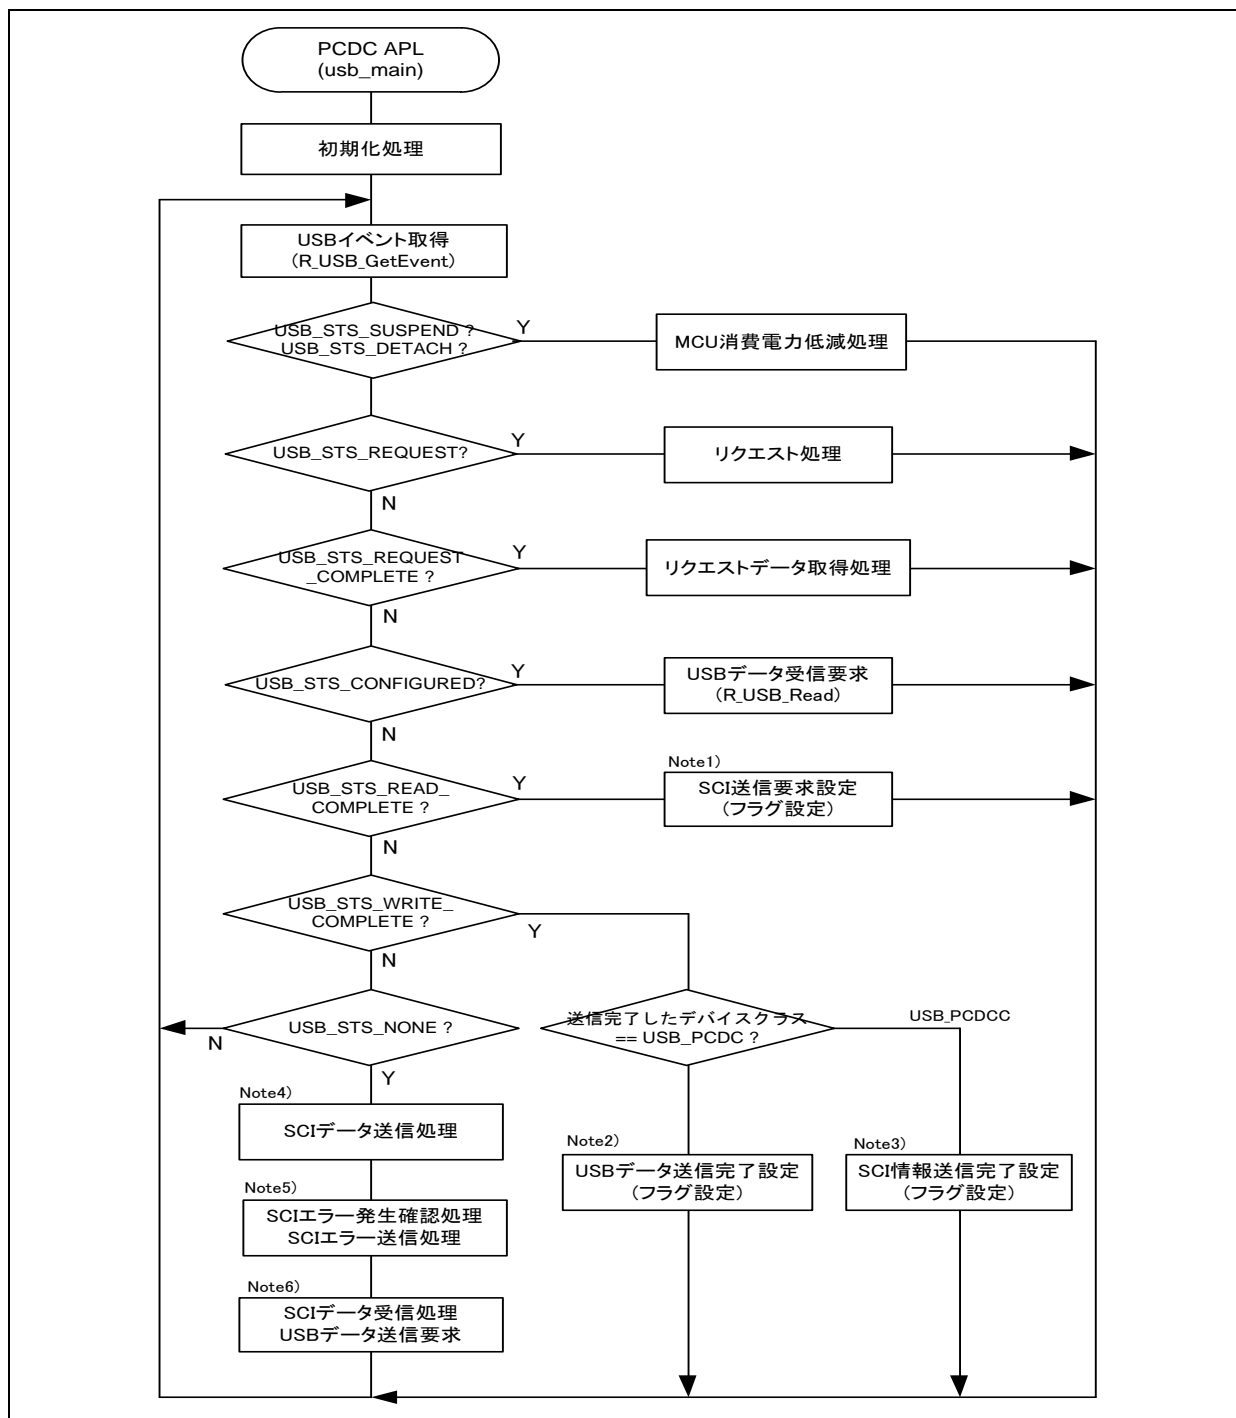 PCDC APL
(usb_main)
初期化処理
USBイベント取得
(R_USB_GetEvent)
USB_STS_SUSPEND ?
USB_STS_DETACH ?
Y
MCU消費電力低減処理
USB_STS_REQUEST?
Y
リクエスト処理
N
USB_STS_REQUEST
_COMPLETE ?
Y
リクエストデータ取得処理
N
USB_STS_CONFIGURED?
Y
USBデータ受信要求
(R_USB_Read)
N
USB_STS_READ_
COMPLETE ?
Y
Note1)
SCI送信要求設定
(フラグ設定)
N
USB_STS_WRITE_
COMPLETE ?
Y
N
USB_STS_NONE ?
N
Y
送信完了したデバイスクラス
== USB_PCDC ?
USB_PCDCC
Note4)
SCIデータ送信処理
Note2)
USBデータ送信完了設定
(フラグ設定)
Note3)
SCI情報送信完了設定
(フラグ設定)
Note5)
SCIエラー発生確認処理
SCIエラー送信処理
Note6)
SCIデータ受信処理
USBデータ送信要求